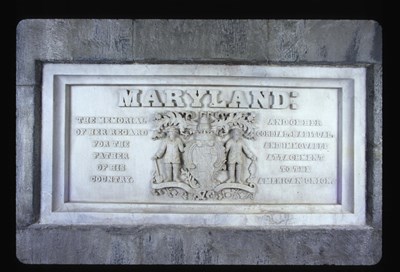 MARYLAND:
THE MEMORIAL
OF HER REGARD
FOR THE
FATHER
OF HIS
COUNTRY.
AND OF HER
CORDIAL, HABITUAL,
AND IMMOVABLE
ATTACHMENT
TO THE
AMERICAN UNION.